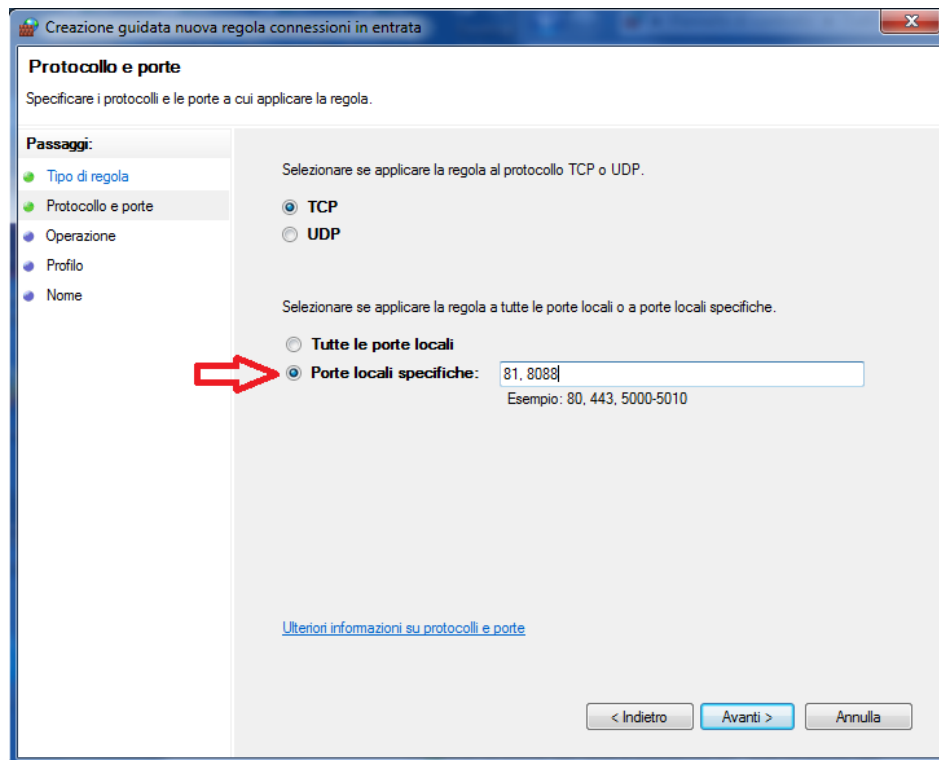 Creazione guidata nuova regola connessioni in entrata
Protocollo e porte
Specificare i protocolli e le porte a cui applicare la regola.
Passaggi:
Tipo di regola
Protocollo e porte
Operazione
Profilo
Nome
Selezionare se applicare la regola al protocollo TCP o UDP.
TCP
UDP
Selezionare se applicare la regola a tutte le porte locali o a porte locali specifiche.
Tutte le porte locali
Porte locali specifiche: 81, 8088
Esempio: 80, 443, 5000-5010
Ulteriori informazioni su protocolli e porte
< Indietro Avanti > Annulla